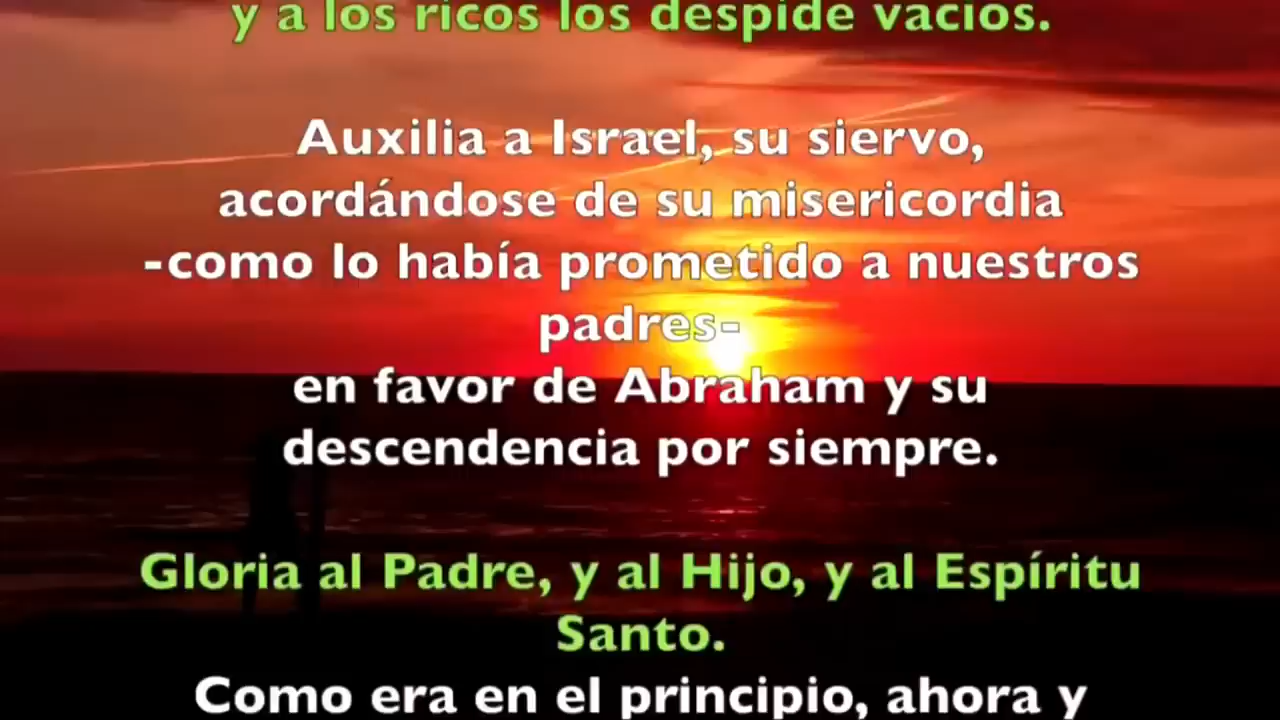 y a los ricos los despide vacíos.
Auxilia a Israel, su siervo,
acordándose de su misericordia
-como lo había prometido a nuestros
padres-
en favor de Abraham y su
descendencia por siempre.
Gloria al Padre, y al Hijo, y al Espíritu
Santo.
Como era en el principio, ahora y